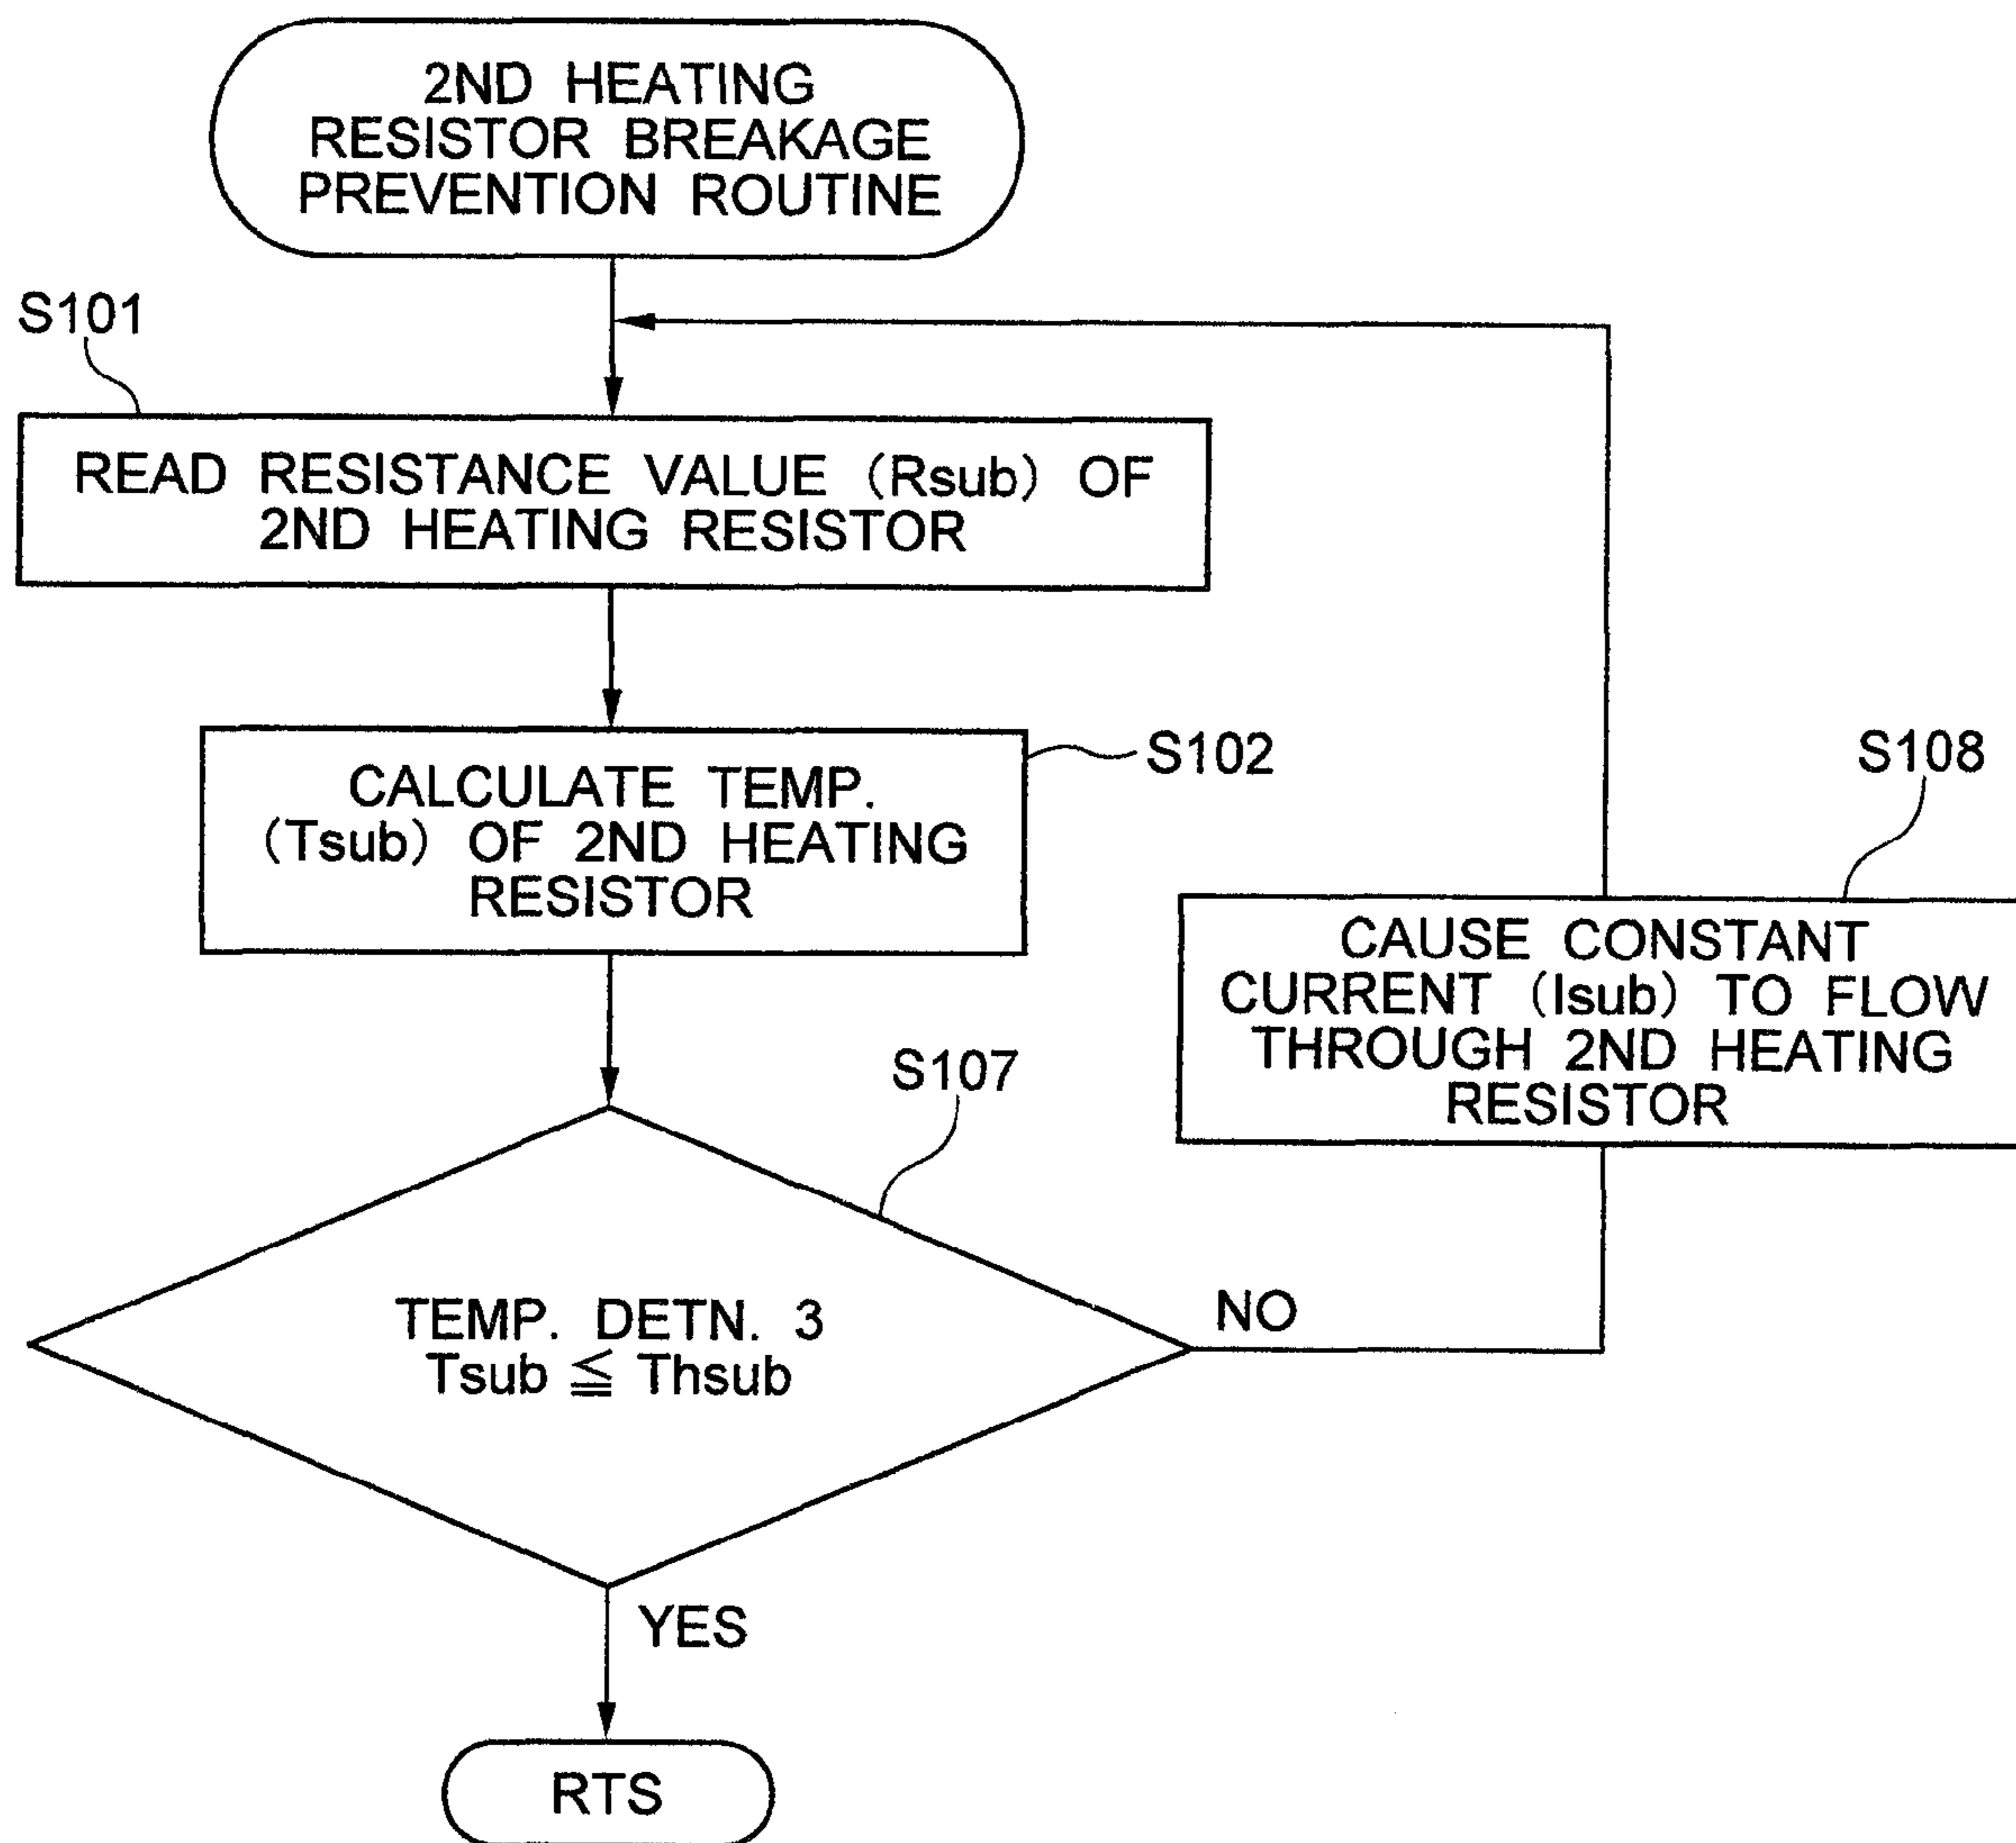 2ND HEATING
RESISTOR BREAKAGE
PREVENTION ROUTINE
S101
READ RESISTANCE VALUE (Rsub) OF
2ND HEATING RESISTOR
S102
CALCULATE TEMP.
(Tsub) OF 2ND HEATING
RESISTOR
S108
CAUSE CONSTANT
CURRENT (Isub) TO FLOW
THROUGH 2ND HEATING
RESISTOR
S107
TEMP. DETN. 3
Tsub ≦ Thsub
NO
YES
RTS